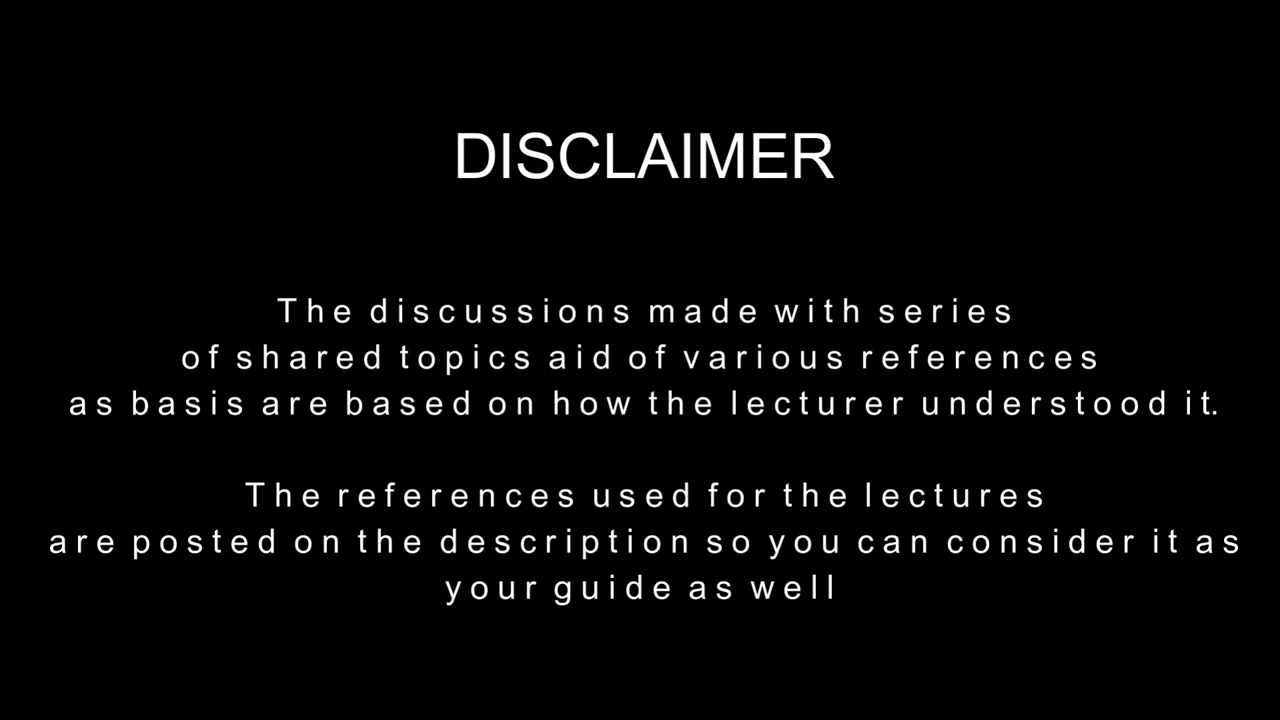 DISCLAIMER
The discussions made with series
of shared topics aid of various references
as basis are based on how the lecturer understood it.
The references used for the lectures
are posted on the description so you can consider it as
your guide as well